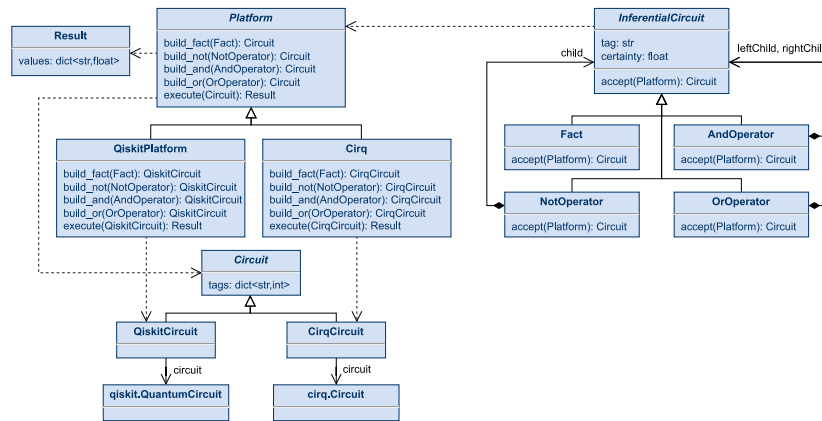 Platform
build_fact(Fact): Circuit
build_not(NotOperator): Circuit
build_and(AndOperator): Circuit
build_or(OrOperator): Circuit
execute(Circuit): Result
Result
values: dict<str,float>
InferentialCircuit
tag: str
certainty: float
accept(Platform): Circuit
child
leftChild, rightChil
Fact
accept(Platform): Circuit
AndOperator
accept(Platform): Circuit
NotOperator
accept(Platform): Circuit
OrOperator
accept(Platform): Circuit
QiskitPlatform
build_fact(Fact): QiskitCircuit
build_not(NotOperator): QiskitCircuit
build_and(AndOperator): QiskitCircuit
build_or(OrOperator): QiskitCircuit
execute(QiskitCircuit): Result
Cirq
build_fact(Fact): CirqCircuit
build_not(NotOperator): CirqCircuit
build_and(AndOperator): CirqCircuit
build_or(OrOperator): CirqCircuit
execute(CirqCircuit): Result
Circuit
tags: dict<str,int>
QiskitCircuit
CirqCircuit
circuit
circuit
qiskit.QuantumCircuit
cirq.Circuit